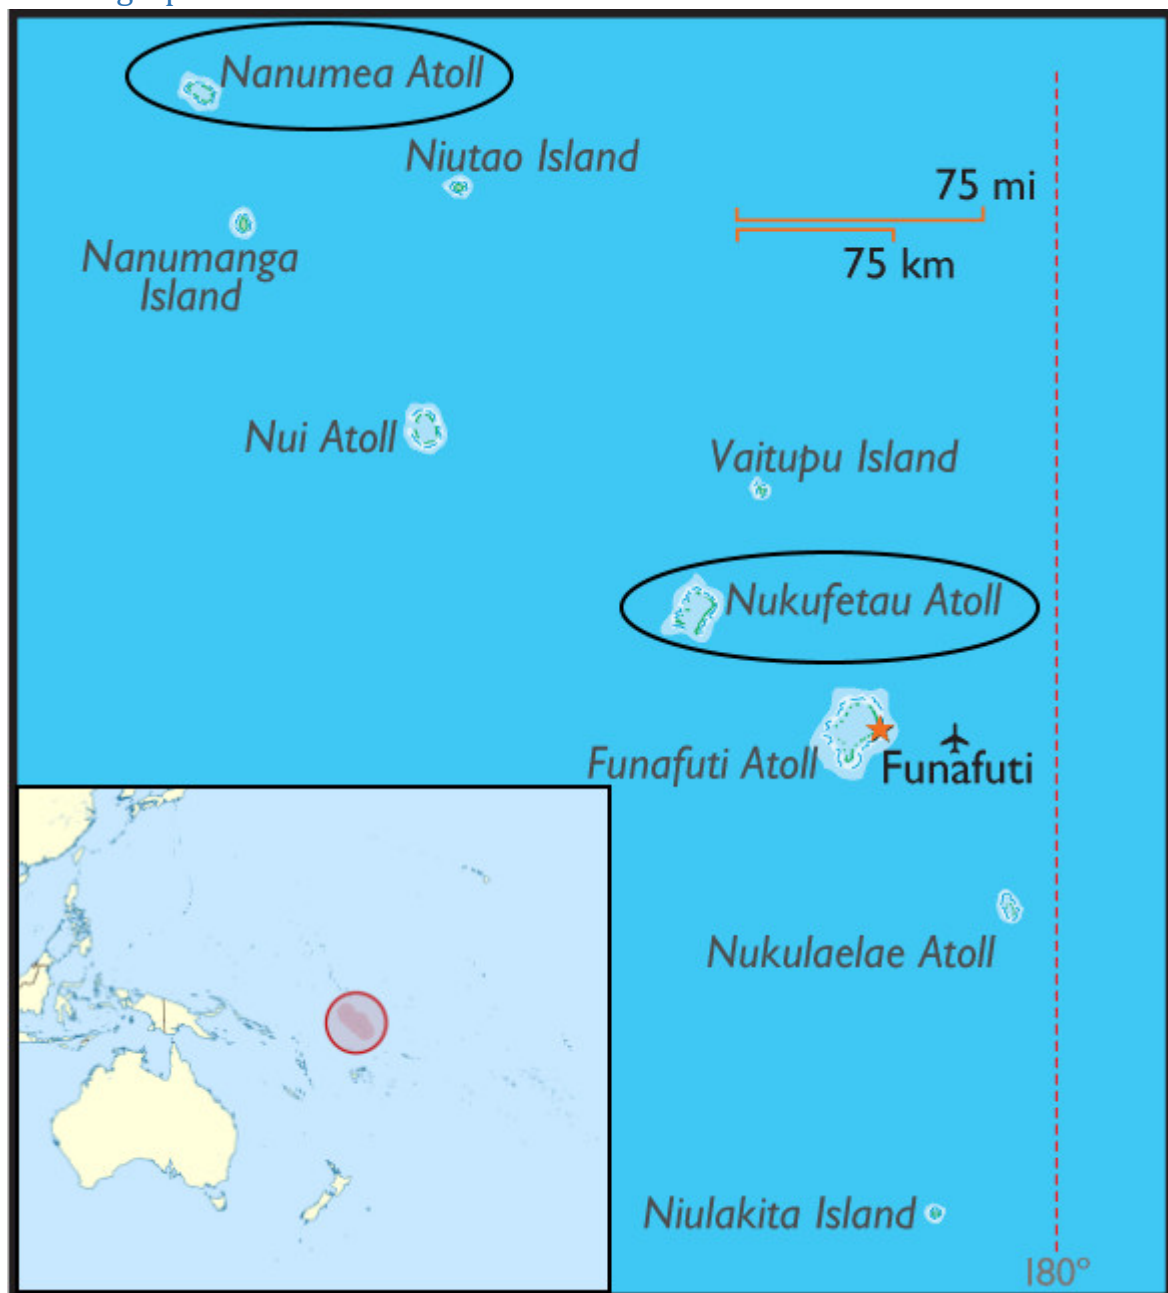 Nanumea Atoll
Niutao Island
75 mi
75 km
Nanumanga
Island
Nui Atoll
Vaitupu Island
Nukufetau Atoll
Funafuti Atoll
Funafuti
Nukulaelae Atoll
Niulakita Island
180°